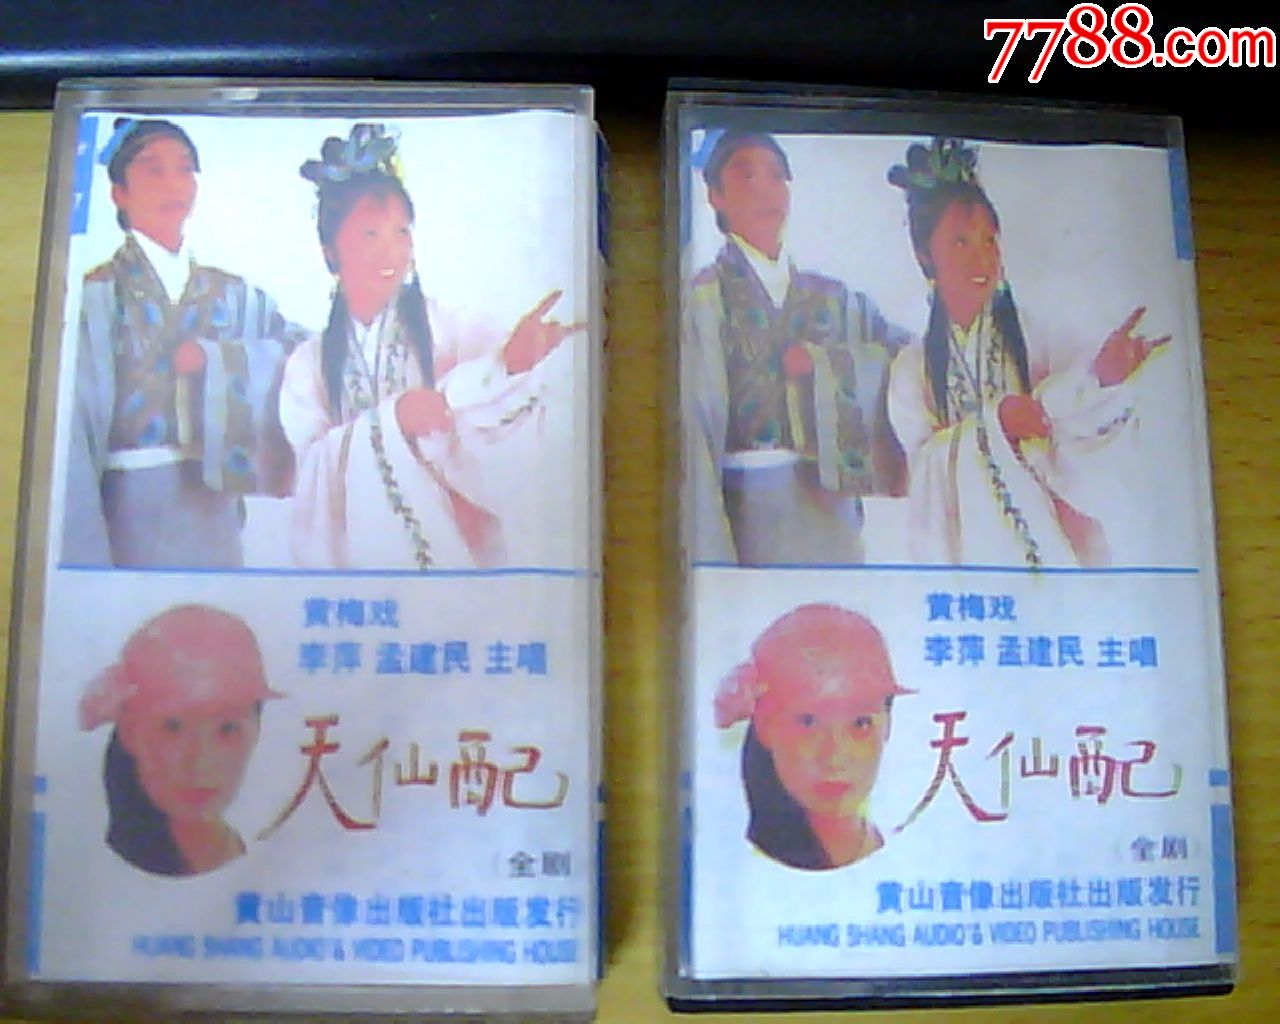 7788.com
黄梅戏
李萍 孟建民 主唱
天仙配
(全剧)
黄山音像出版社出版发行
HUANG SHANG AUDIO & VIDEO PUBLISHING HOUSE
黄梅戏
李萍 孟建民 主唱
天仙配
(全剧)
黄山音像出版社出版发行
HUANG SHANG AUDIO & VIDEO PUBLISHING HOUSE